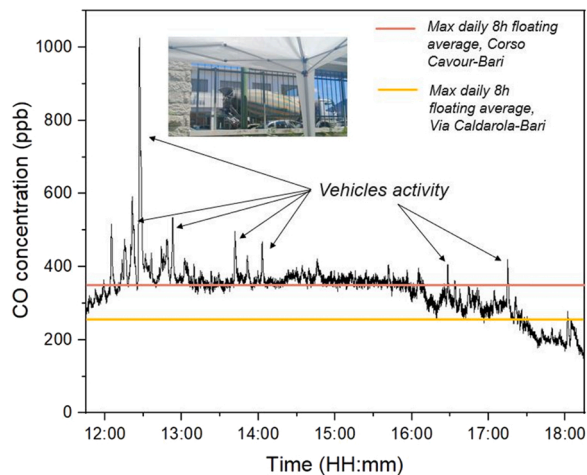 1000
800
600
400
300
200
0
CO concentration (ppb)
Max daily 8h floating
average, Corso
Cavour-Bari
Max daily 8h
floating average,
Via Caldarola-Bari
Vehicles activity
12:00 13:00 14:00 15:00 16:00 17:00 18:00
Time (HH:mm)